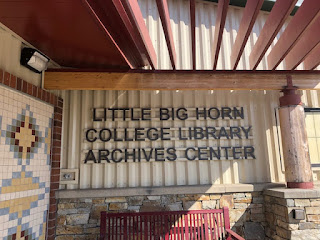 LITTLE BIG HORN
COLLEGE LIBRARY
ARCHIVES CENTER